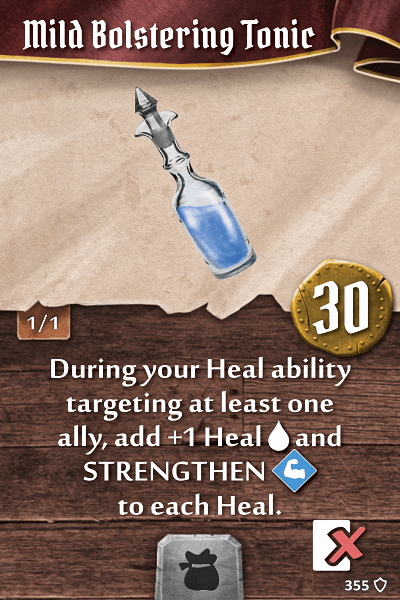 Mild Bolstering Tonic
1/1
30
During your Heal ability
targeting at least one
ally, add +1 Heal and
STRENGTHEN
to each Heal.
355